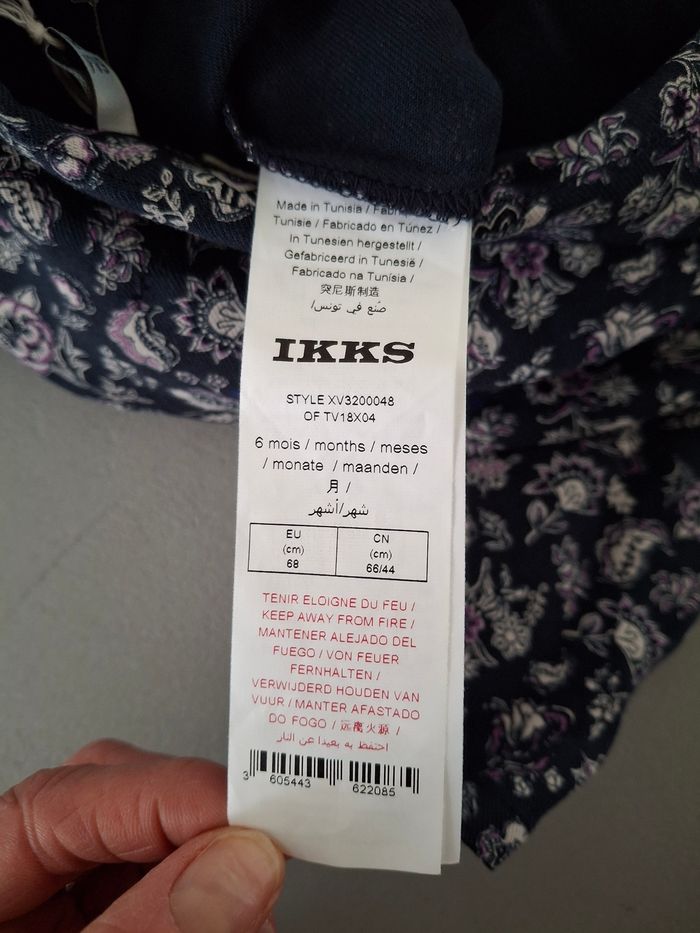 Made in Tunisia /
Tunisie / Fabricado en Túnez /
In Tunesien hergestellt /
Gefabriceerd in Tunesië /
Fabricado na Tunísia /
突尼斯制造
صُنع في تونس/
IKKS
STYLE XV3200048
OF TV18X04
6 mois / months / meses
/ monate / maanden /
月 /
شهر/أشهر
EU
(cm)
68
CN
(cm)
66/44
TENIR ELOIGNE DU FEU /
KEEP AWAY FROM FIRE /
MANTENER ALEJADO DEL
FUEGO / VON FEUER
FERNHALTEN /
VERWIJDERD HOUDEN VAN
VUUR / MANTER AFASTADO
DO FOGO / 远离火源 /
احتفظ به بعيدا عن النار
3 605443 622085